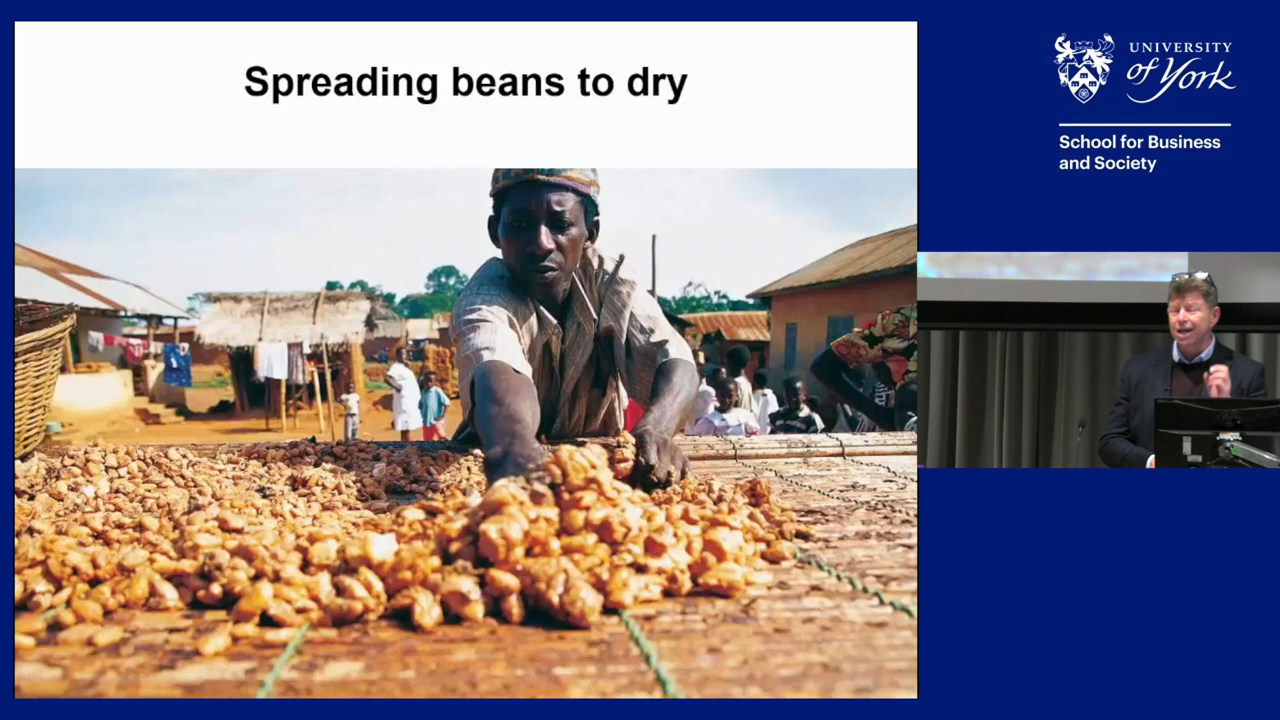 Spreading beans to dry
UNIVERSITY
of York
School for Business
and Society